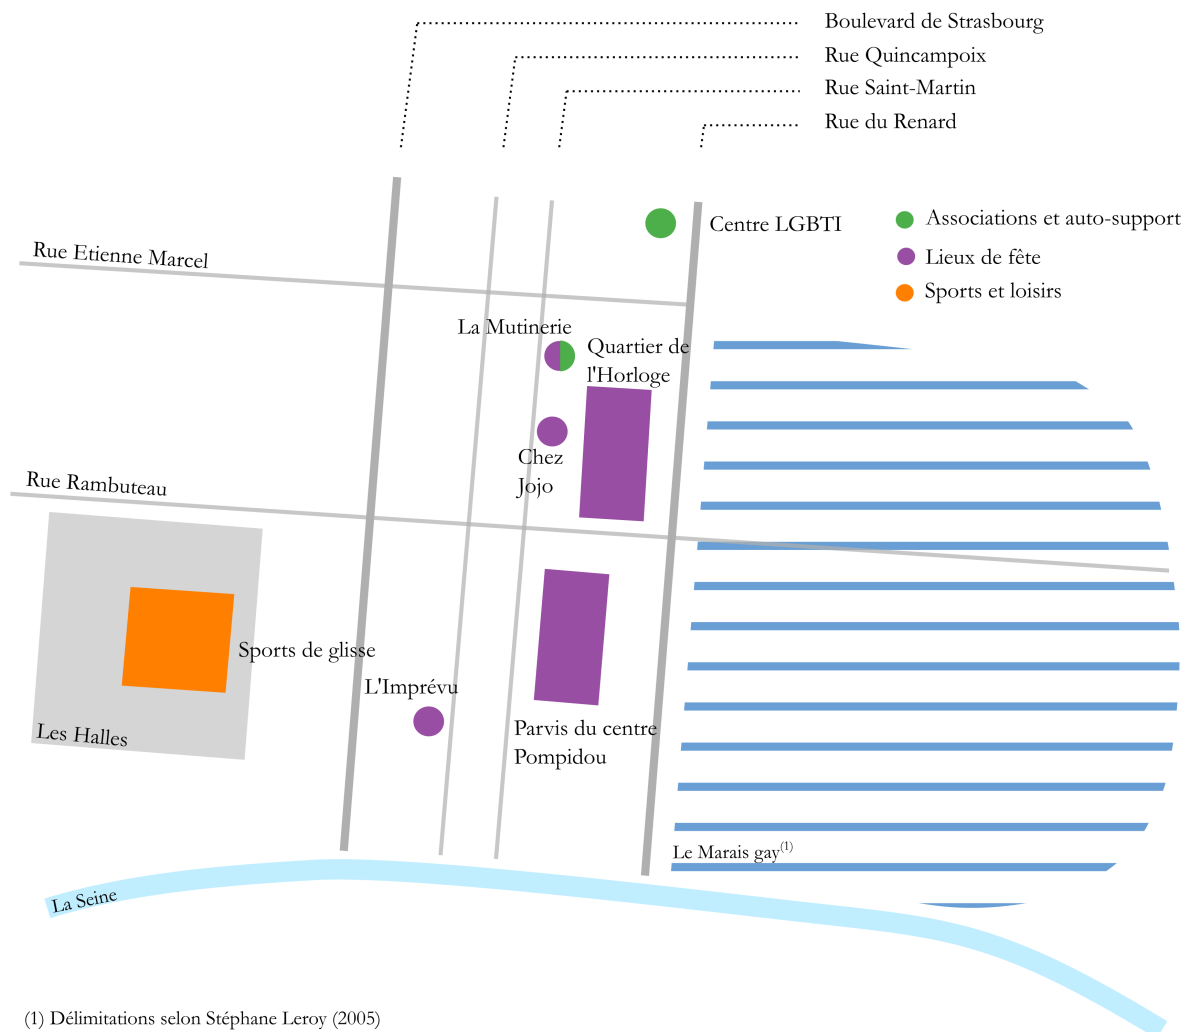 Boulevard de Strasbourg
Rue Quincampoix
Rue Saint-Martin
Rue du Renard
Centre LGBTI
Associations et auto-support
Lieux de fête
Sports et loisirs
Rue Etienne Marcel
La Mutinerie
Quartier de
l'Horloge
Chez
Jojo
Rue Rambuteau
Sports de glisse
L'Imprévu
Les Halles
Parvis du centre
Pompidou
Le Marais gay(1)
La Seine
(1) Délimitations selon Stéphane Leroy (2005)